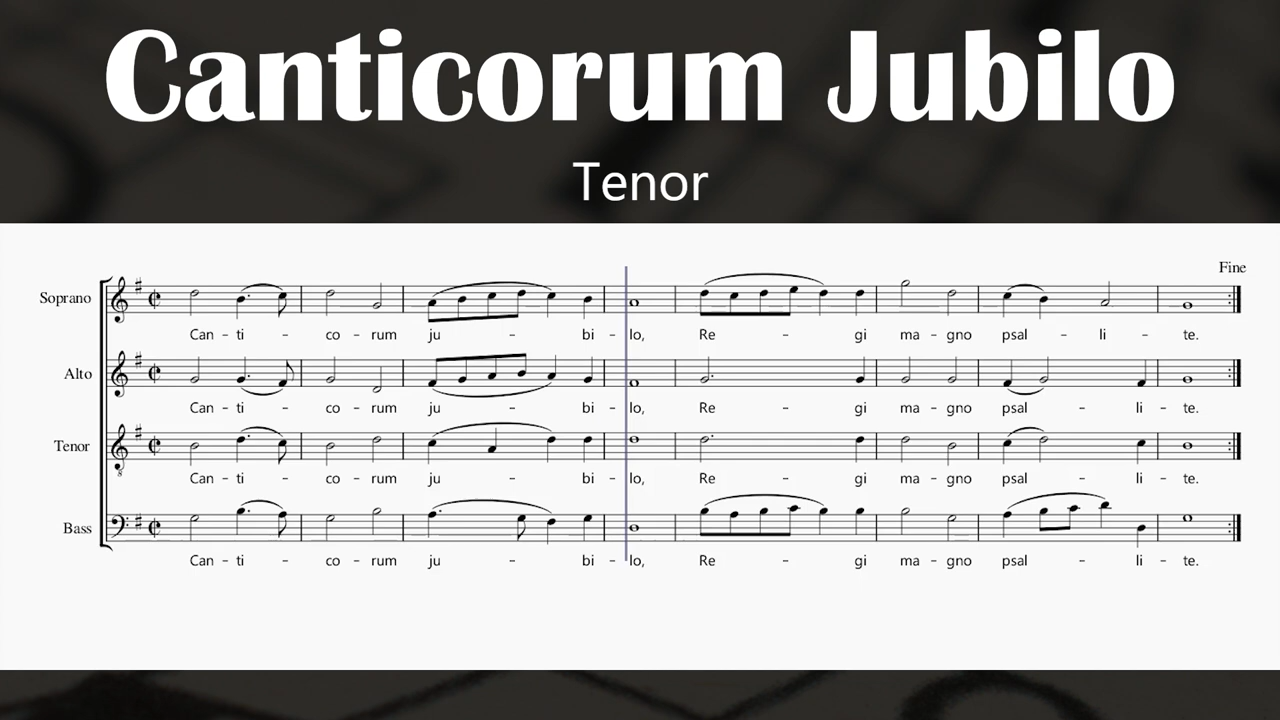 Canticorum Jubilo
Tenor
Fine
Soprano
Can - ti - co - rum ju - bi - lo, Re - gi ma - gno psal - li - te.
Alto
Can - ti - co - rum ju - bi - lo, Re - gi ma - gno psal - li - te.
Tenor
8
Can - ti - co - rum ju - bi - lo, Re - gi ma - gno psal - li - te.
Bass
Can - ti - co - rum ju - bi - lo, Re - gi ma - gno psal - li - te.